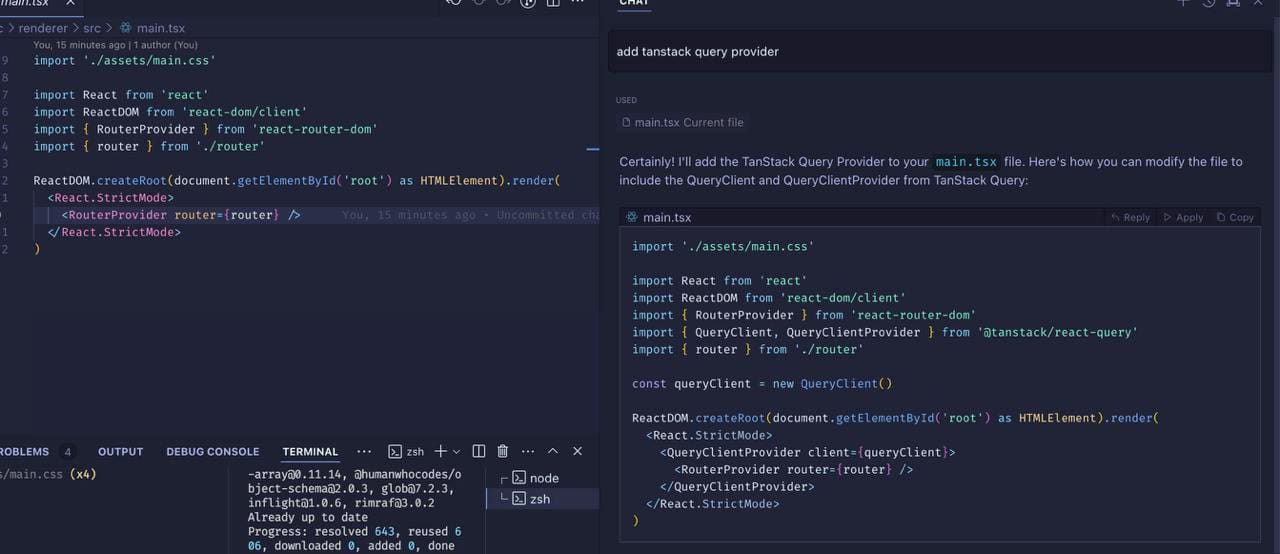 main.tsx
c > renderer > src > main.tsx
You, 15 minutes ago | 1 author (You)
9 import './assets/main.css'
8
7 import React from 'react'
6 import ReactDOM from 'react-dom/client'
5 import { RouterProvider } from 'react-router-dom'
4 import { router } from './router'
3
2 ReactDOM.createRoot(document.getElementById('root') as HTMLElement).render(
1 <React.StrictMode>
<RouterProvider router={router} /> You, 15 minutes ago • Uncommitted cha
1 </React.StrictMode>
2 )
ROBLEMS 4 OUTPUT DEBUG CONSOLE TERMINAL ··· zsh
s/main.css (x4)
-array@0.11.14, @humanwhocodes/o
bject-schema@2.0.3, glob@7.2.3,
inflight@1.0.6, rimraf@3.0.2
Already up to date
Progress: resolved 643, reused 6
06, downloaded 0, added 0, done
node
zsh
CHAT
add tanstack query provider
USED
main.tsx Current file
Certainly! I'll add the TanStack Query Provider to your main.tsx file. Here's how you can modify the file to
include the QueryClient and QueryClientProvider from TanStack Query:
main.tsx Reply Apply Copy
import './assets/main.css'
import React from 'react'
import ReactDOM from 'react-dom/client'
import { RouterProvider } from 'react-router-dom'
import { QueryClient, QueryClientProvider } from '@tanstack/react-query'
import { router } from './router'
const queryClient = new QueryClient()
ReactDOM.createRoot(document.getElementById('root') as HTMLElement).render(
<React.StrictMode>
<QueryClientProvider client={queryClient}>
<RouterProvider router={router} />
</QueryClientProvider>
</React.StrictMode>
)